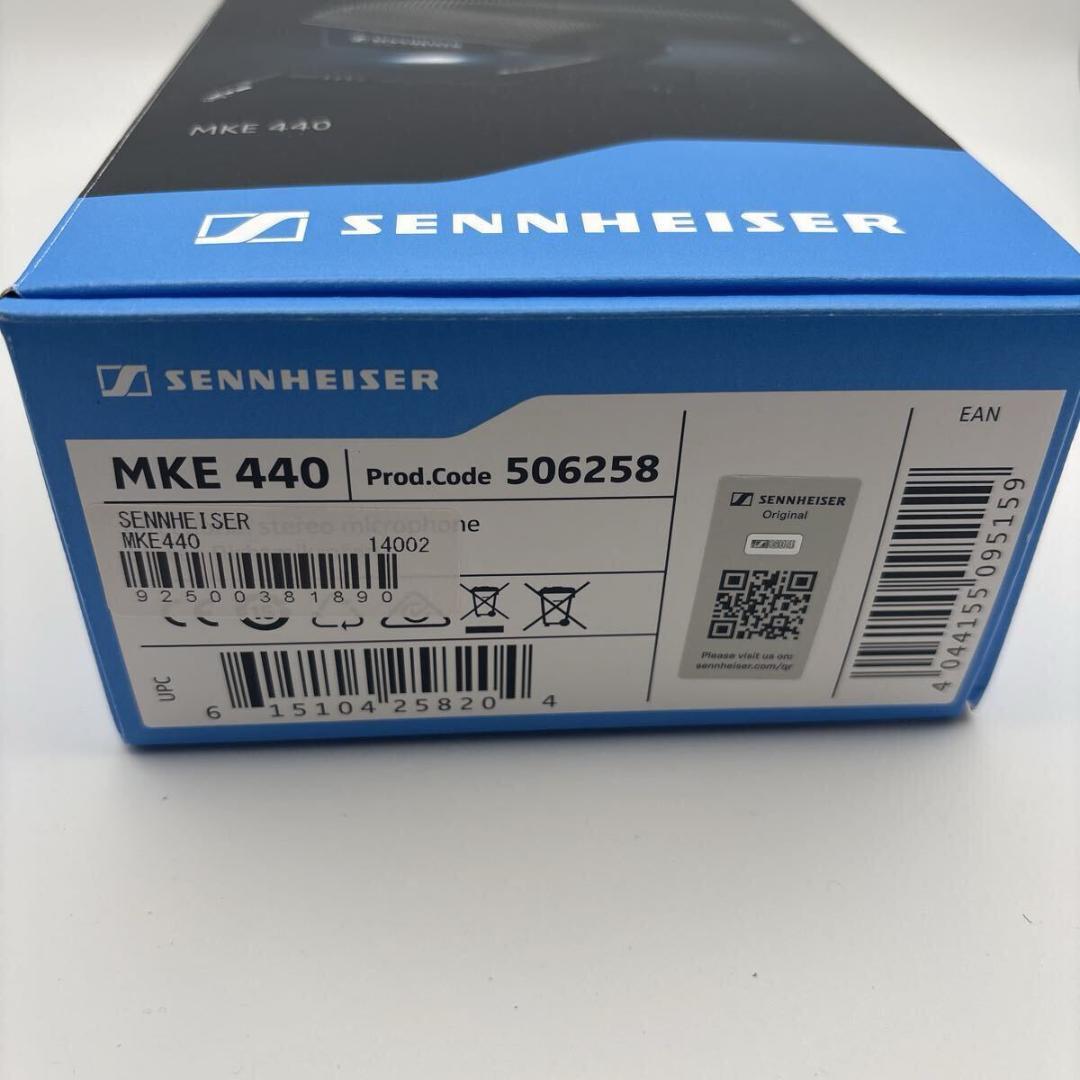 MKE 440
SENNHEISER
SENNHEISER
MKE 440
Prod.Code 506258
stereo microphone
SENNHEISER
MKE440 14002
92500381890
UPC
6 15104 25820 4
SENNHEISER
Original
Please visit us on:
sennheiser.com/qr
EAN
4 044155 095159